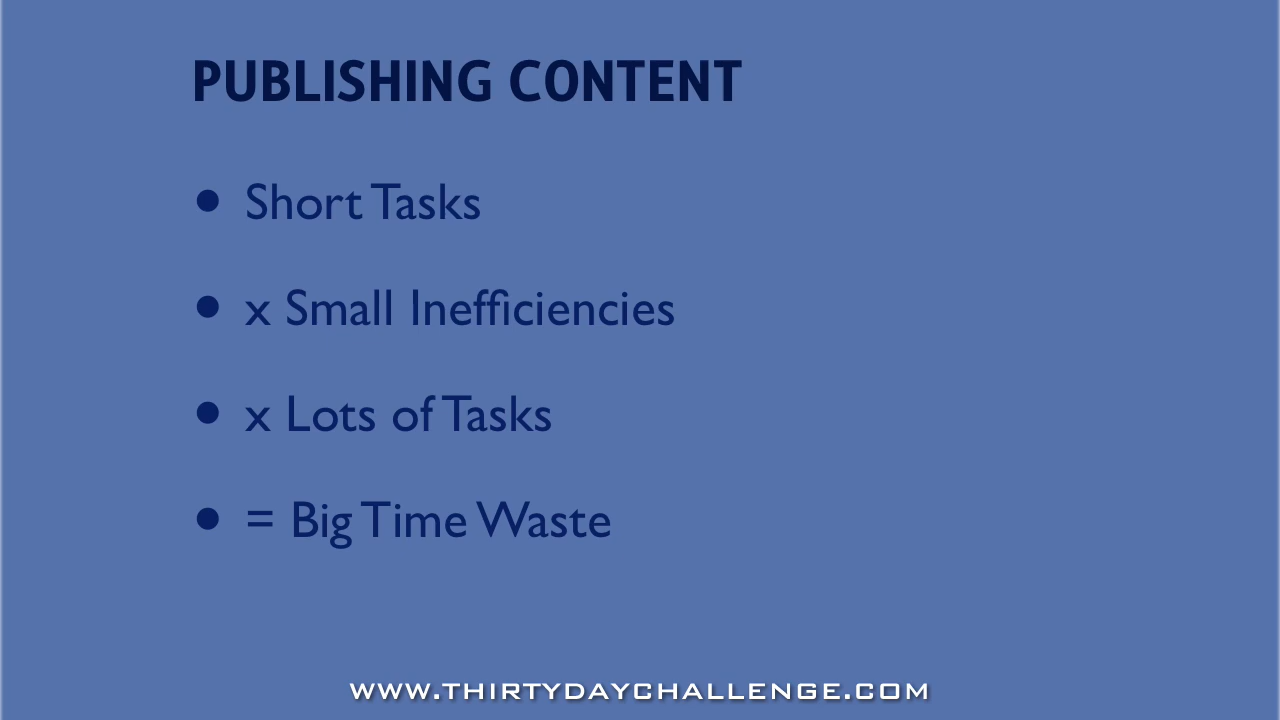 PUBLISHING CONTENT
• Short Tasks
• x Small Inefficiencies
• x Lots of Tasks
• = Big Time Waste
WWW.THIRTYDAYCHALLENGE.COM